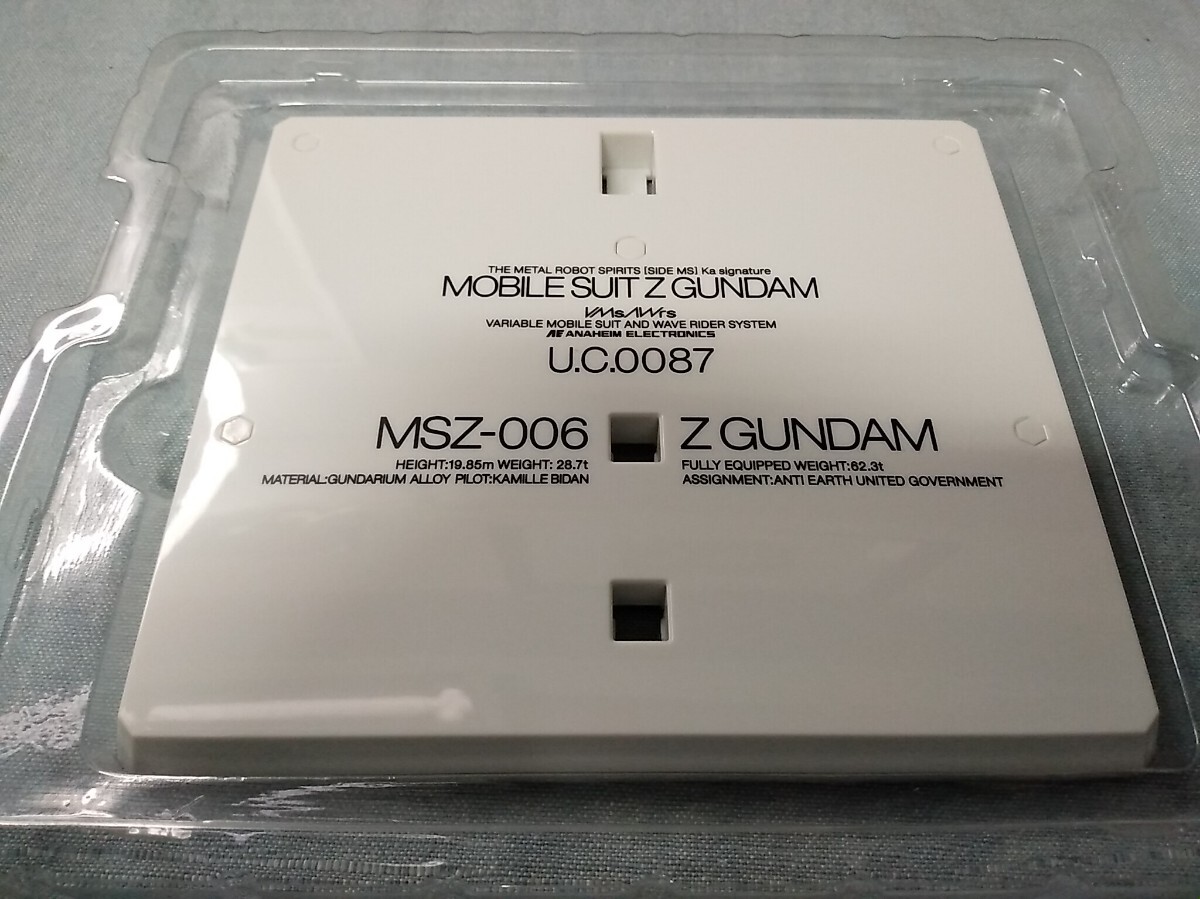 THE METAL ROBOT SPIRITS [SIDE MS] Ka signature
MOBILE SUIT Z GUNDAM
VMsAWrs
VARIABLE MOBILE SUIT AND WAVE RIDER SYSTEM
AE ANAHEIM ELECTRONICS
U.C.0087
MSZ-006 Z GUNDAM
HEIGHT:19.85m WEIGHT: 28.7t FULLY EQUIPPED WEIGHT:62.3t
MATERIAL:GUNDARIUM ALLOY PILOT:KAMILLE BIDAN ASSIGNMENT:ANTI EARTH UNITED GOVERNMENT